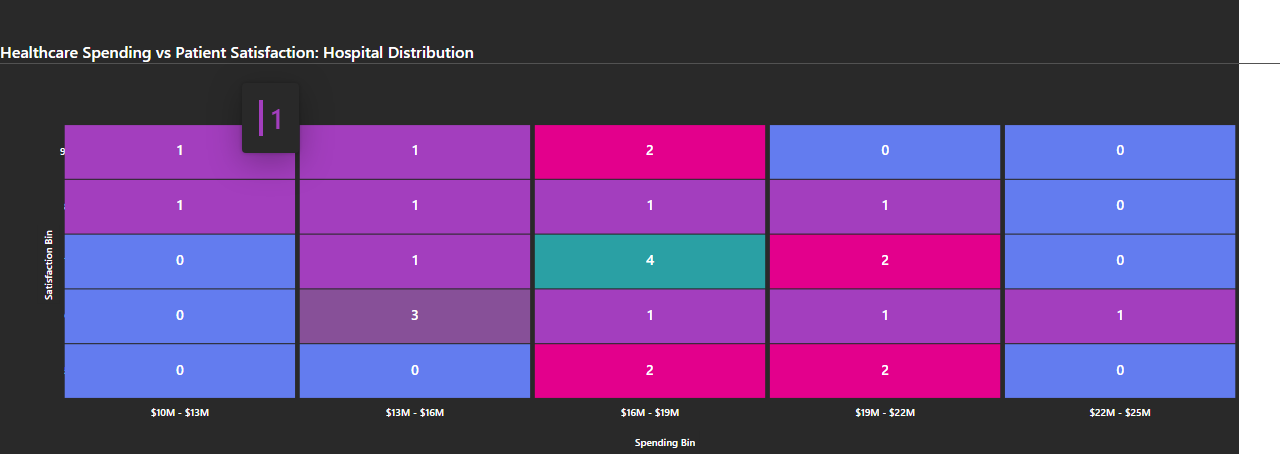 Healthcare Spending vs Patient Satisfaction: Hospital Distribution
1
9
1 1 2 0 0
1 1 1 1 0
0 1 4 2 0
0 3 1 1 1
0 0 2 2 0
Satisfaction Bin
$10M - $13M $13M - $16M $16M - $19M $19M - $22M $22M - $25M
Spending Bin